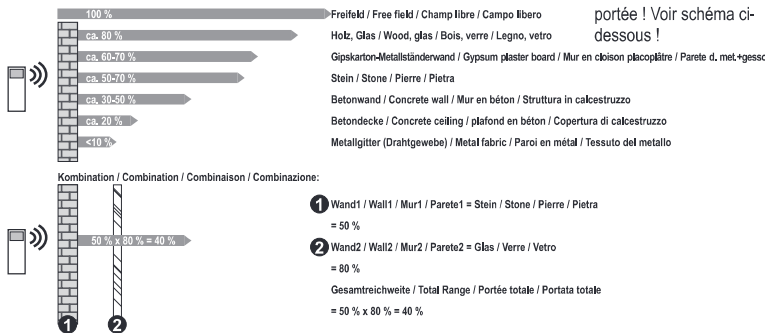 100 %
Freifeld / Free field / Champ libre / Campo libero
portée ! Voir schéma ci-
dessous !
ca. 80 %
Holz, Glas / Wood, glas / Bois, verre / Legno, vetro
ca. 60-70 %
Gipskarton-Metallständerwand / Gypsum plaster board / Mur en cloison placoplâtre / Parete d. met.+gesso
ca. 50-70 %
Stein / Stone / Pierre / Pietra
ca. 30-50 %
Betonwand / Concrete wall / Mur en béton / Struttura in calcestruzzo
ca. 20 %
Betondecke / Concrete ceiling / plafond en béton / Copertura di calcestruzzo
<10 %
Metallgitter (Drahtgewebe) / Metal fabric / Paroi en métal / Tessuto del metallo
Kombination / Combination / Combinaison / Combinazione:
1 Wand1 / Wall1 / Mur1 / Parete1 = Stein / Stone / Pierre / Pietra
= 50 %
50 % x 80 % = 40 %
2 Wand2 / Wall2 / Mur2 / Parete2 = Glas / Verre / Vetro
= 80 %
Gesamtreichweite / Total Range / Portée totale / Portata totale
= 50 % x 80 % = 40 %
1 2